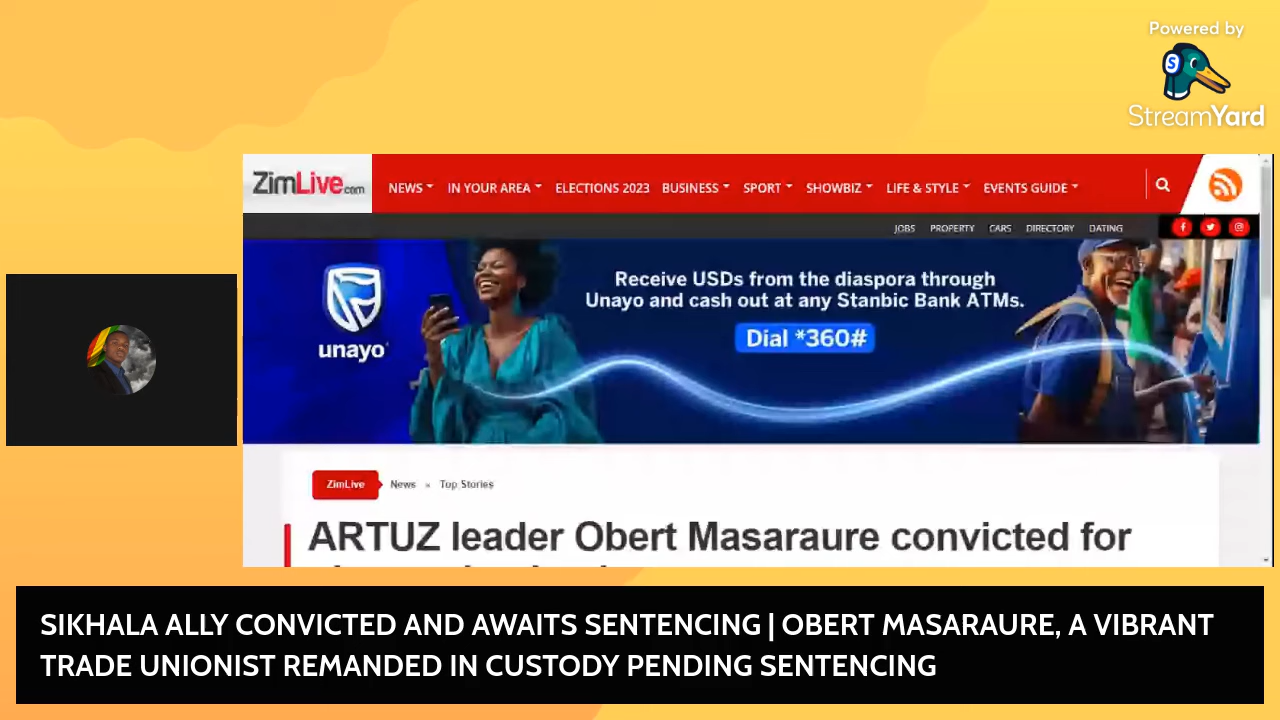 Powered by
StreamYard
ZimLive.com
NEWS IN YOUR AREA ELECTIONS 2023 BUSINESS SPORT SHOWBIZ LIFE & STYLE EVENTS GUIDE
JOBS PROPERTY CARS DIRECTORY DATING
Receive USDs from the diaspora through
Unayo and cash out at any Stanbic Bank ATMs.
Dial *360#
unayo
ZimLive News » Top Stories
ARTUZ leader Obert Masaraure convicted for
SIKHALA ALLY CONVICTED AND AWAITS SENTENCING | OBERT MASARAURE, A VIBRANT
TRADE UNIONIST REMANDED IN CUSTODY PENDING SENTENCING